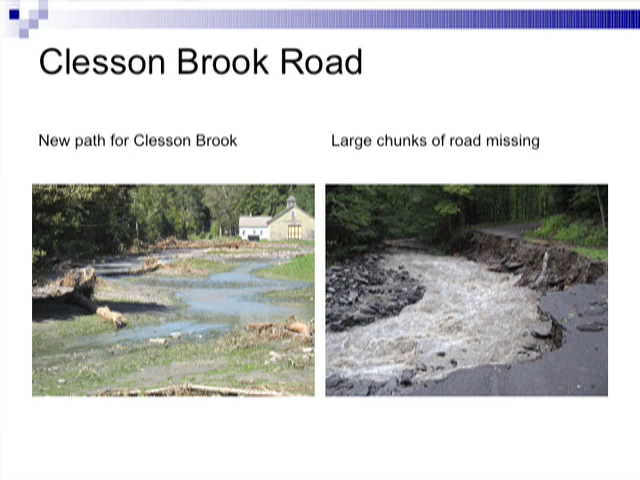 Clesson Brook Road
New path for Clesson Brook
Large chunks of road missing